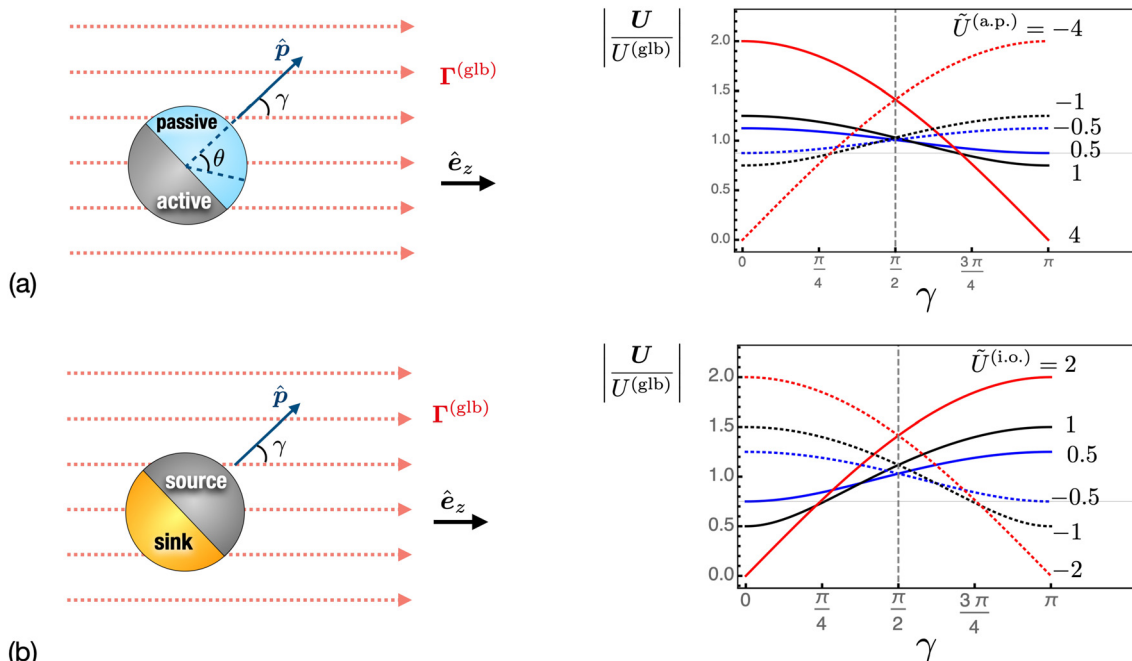 (a)
p̂
Γ^(glb)
γ
passive
θ
active
ê_z
|U / U^(glb)|
Ũ^(a.p.) = −4
2.0
1.5
1.0
0.5
0.0
−1
−0.5
0.5
1
4
0 π/4 π/2 3π/4 π
γ
(b)
p̂
Γ^(glb)
γ
source
sink
ê_z
|U / U^(glb)|
Ũ^(i.o.) = 2
2.0
1.5
1.0
0.5
0.0
1
0.5
−0.5
−1
−2
0 π/4 π/2 3π/4 π
γ